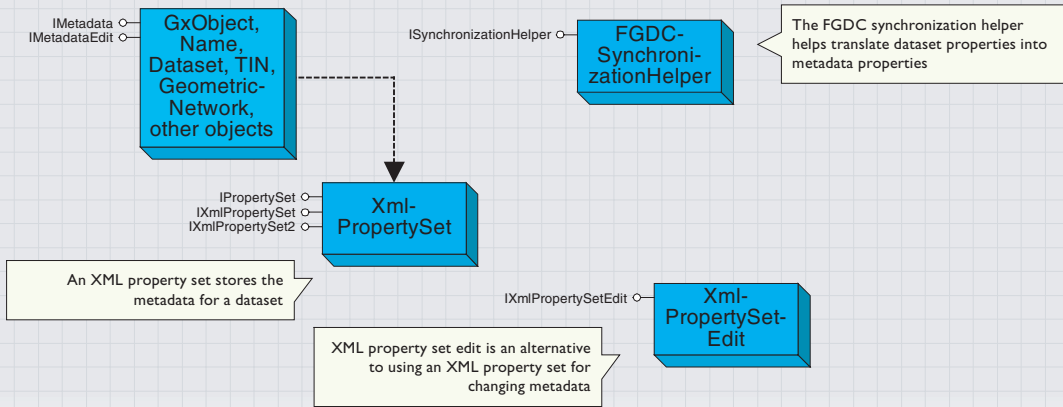 IMetadata
IMetadataEdit
GxObject,
Name,
Dataset, TIN,
Geometric-
Network,
other objects
ISynchronizationHelper
FGDC-
Synchroni-
zationHelper
The FGDC synchronization helper
helps translate dataset properties into
metadata properties
IPropertySet
IXmlPropertySet
IXmlPropertySet2
Xml-
PropertySet
An XML property set stores the
metadata for a dataset
IXmlPropertySetEdit
Xml-
PropertySet-
Edit
XML property set edit is an alternative
to using an XML property set for
changing metadata